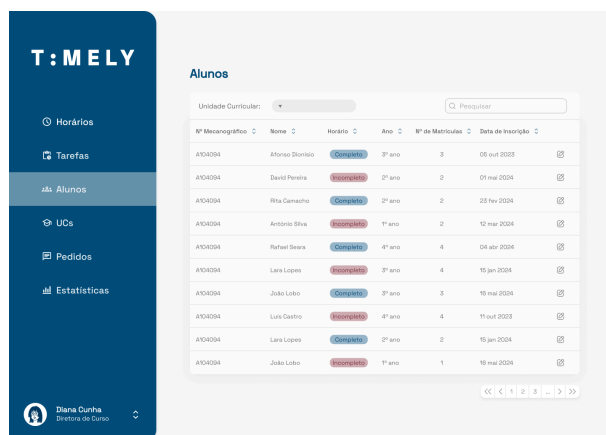 T:MELY
Horários
Tarefas
Alunos
UCs
Pedidos
Estatísticas
Diana Cunha
Diretora de Curso
Alunos
Unidade Curricular:
Pesquisar
Nº Mecanográfico Nome Horário Ano Nº de Matrículas Data de Inscrição
A104094 Afonso Dionísio Completo 3º ano 3 05 out 2023
A104094 David Pereira Incompleto 2º ano 2 01 mai 2024
A104094 Rita Camacho Completo 2º ano 2 23 fev 2024
A104094 António Silva Incompleto 1º ano 2 12 mar 2024
A104094 Rafael Seara Completo 4º ano 4 04 abr 2024
A104094 Lara Lopes Incompleto 3º ano 4 15 jan 2024
A104094 João Lobo Completo 3º ano 3 16 mai 2024
A104094 Luís Castro Incompleto 4º ano 4 11 out 2023
A104094 Lara Lopes Completo 2º ano 2 15 jan 2024
A104094 João Lobo Incompleto 1º ano 1 16 mai 2024
<< < 1 2 3 ... > >>